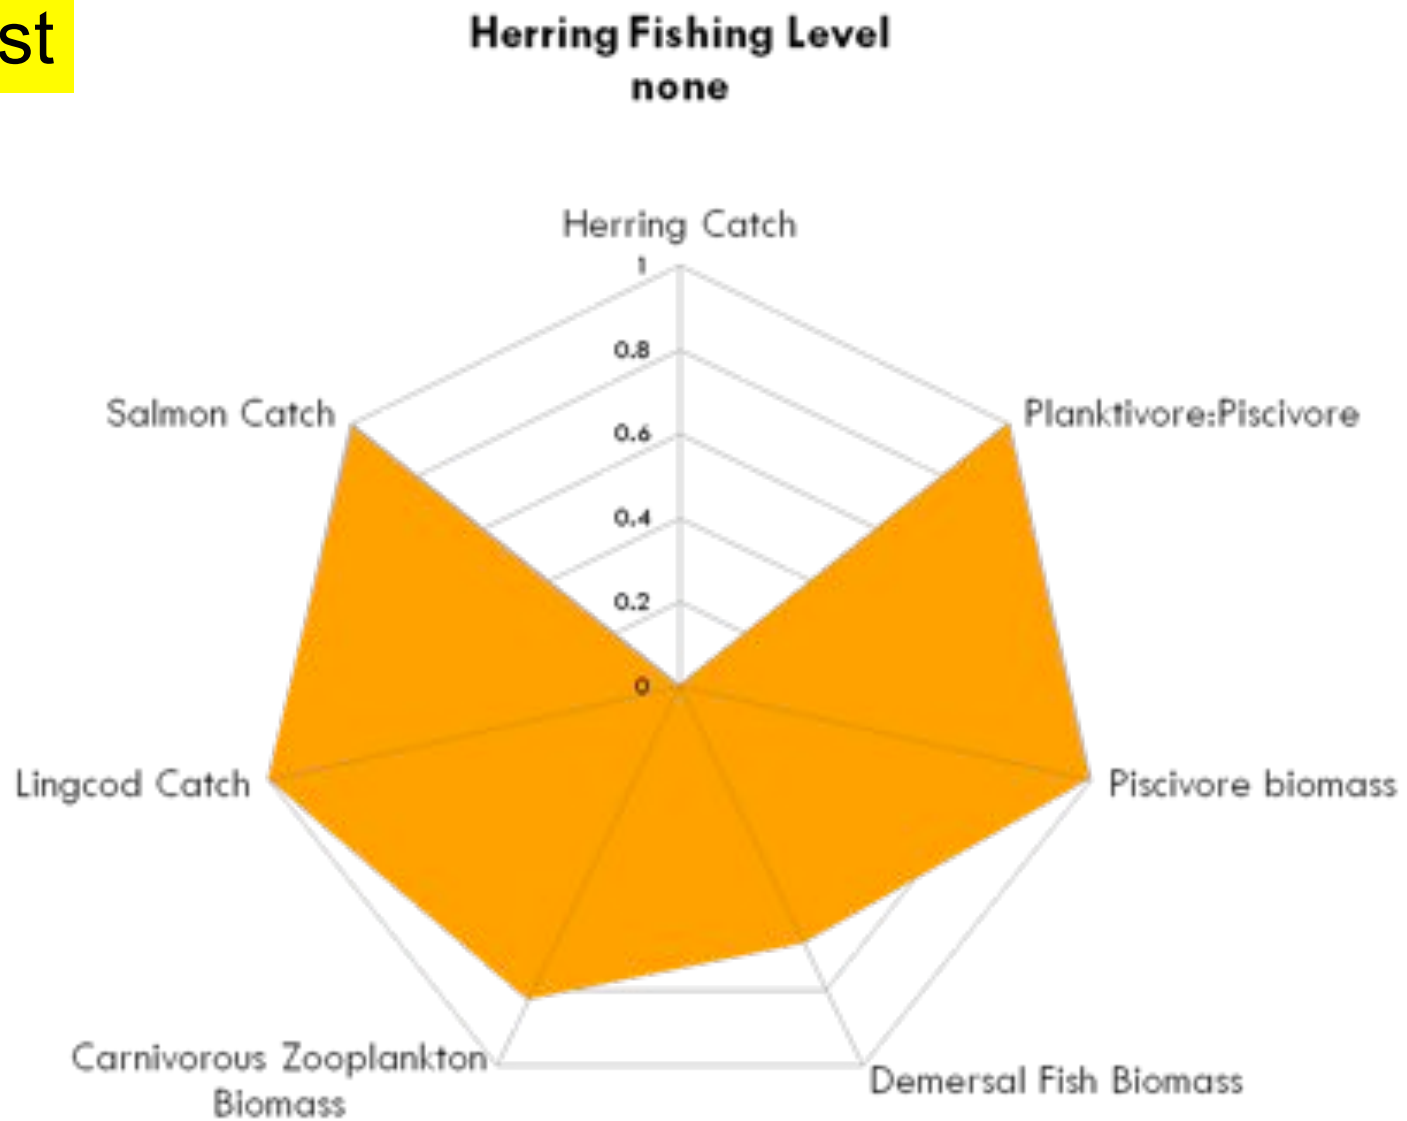 st
Herring Fishing Level
none
Herring Catch
1
0.8
Salmon Catch
Planktivore:Piscivore
0.6
0.4
0.2
0
Lingcod Catch
Piscivore biomass
Carnivorous Zooplankton
Biomass
Demersal Fish Biomass